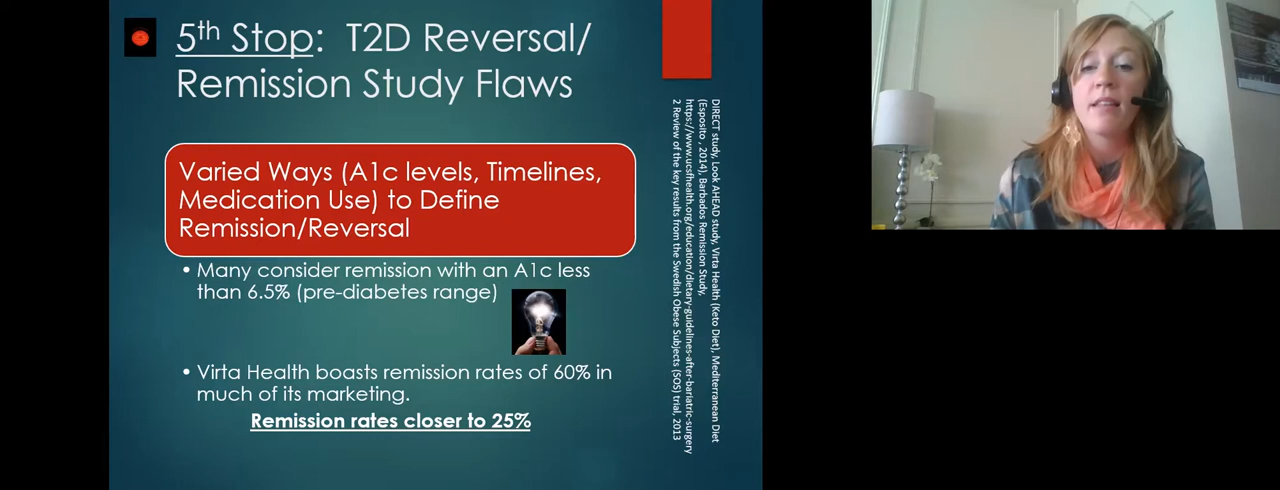 5th Stop: T2D Reversal/
Remission Study Flaws
Varied Ways (A1c levels, Timelines,
Medication Use) to Define
Remission/Reversal
• Many consider remission with an A1c less
than 6.5% (pre-diabetes range)
• Virta Health boasts remission rates of 60% in
much of its marketing.
Remission rates closer to 25%
DIRECT study, Look AHEAD study, Virta Health (Keto Diet), Mediterranean Diet
(Esposito , 2014), Barbados Remission Study,
https://www.ucsfhealth.org/education/dietary-guidelines-after-bariatric-surgery
2 Review of the key results from the Swedish Obese Subjects (SOS) trial, 2013